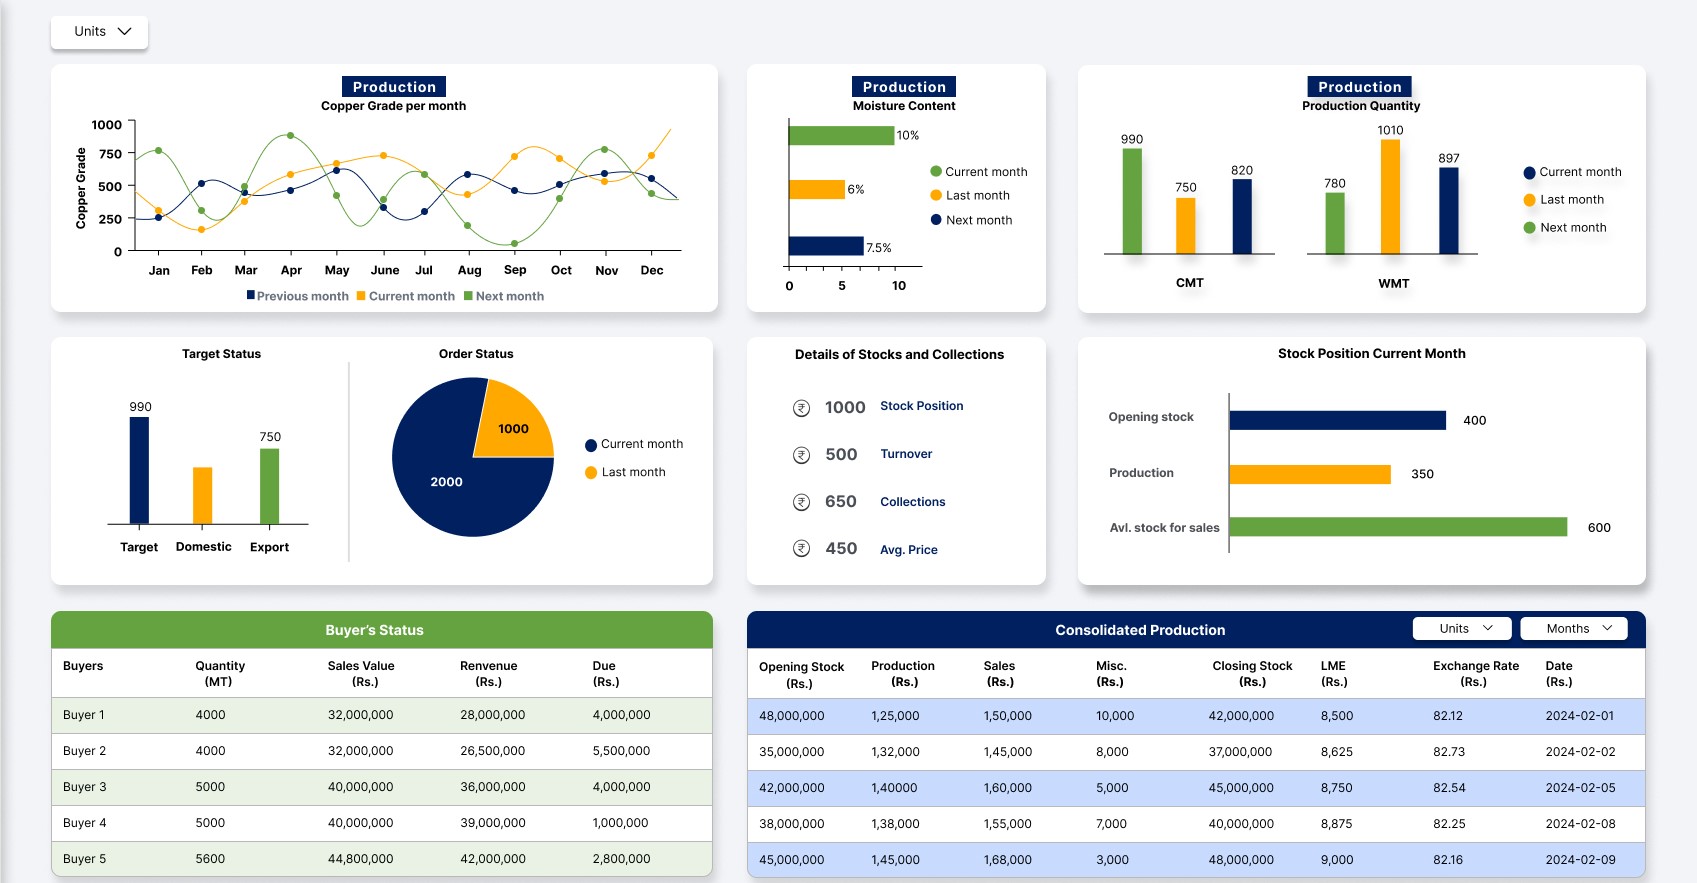 Units
Production
Copper Grade per month
Copper Grade
1000
750
500
250
0
Jan Feb Mar Apr May June Jul Aug Sep Oct Nov Dec
Previous month Current month Next month
Production
Moisture Content
10%
6%
7.5%
0 5 10
Current month
Last month
Next month
Production
Production Quantity
990
750
820
CMT
780
1010
897
WMT
Current month
Last month
Next month
Target Status
990
750
Target Domestic Export
Order Status
1000
2000
Current month
Last month
Details of Stocks and Collections
₹ 1000 Stock Position
₹ 500 Turnover
₹ 650 Collections
₹ 450 Avg. Price
Stock Position Current Month
Opening stock 400
Production 350
Avl. stock for sales 600
Buyer’s Status
Buyers Quantity Sales Value Renvenue Due
(MT) (Rs.) (Rs.) (Rs.)
Buyer 1 4000 32,000,000 28,000,000 4,000,000
Buyer 2 4000 32,000,000 26,500,000 5,500,000
Buyer 3 5000 40,000,000 36,000,000 4,000,000
Buyer 4 5000 40,000,000 39,000,000 1,000,000
Buyer 5 5600 44,800,000 42,000,000 2,800,000
Consolidated Production Units Months
Opening Stock Production Sales Misc. Closing Stock LME Exchange Rate Date
(Rs.) (Rs.) (Rs.) (Rs.) (Rs.) (Rs.) (Rs.) (Rs.)
48,000,000 1,25,000 1,50,000 10,000 42,000,000 8,500 82.12 2024-02-01
35,000,000 1,32,000 1,45,000 8,000 37,000,000 8,625 82.73 2024-02-02
42,000,000 1,40000 1,60,000 5,000 45,000,000 8,750 82.54 2024-02-05
38,000,000 1,38,000 1,55,000 7,000 40,000,000 8,875 82.25 2024-02-08
45,000,000 1,45,000 1,68,000 3,000 48,000,000 9,000 82.16 2024-02-09